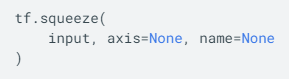 tf.squeeze(
    input, axis=None, name=None
)